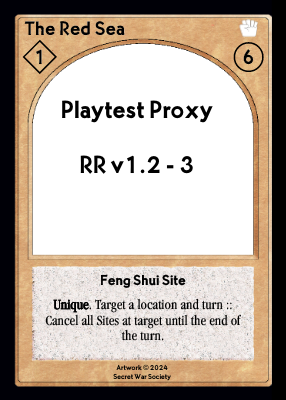 The Red Sea
1
6
Playtest Proxy
RR v1.2 - 3
Feng Shui Site
Unique. Target a location and turn ::
Cancel all Sites at target until the end of
the turn.
Artwork © 2024
Secret War Society